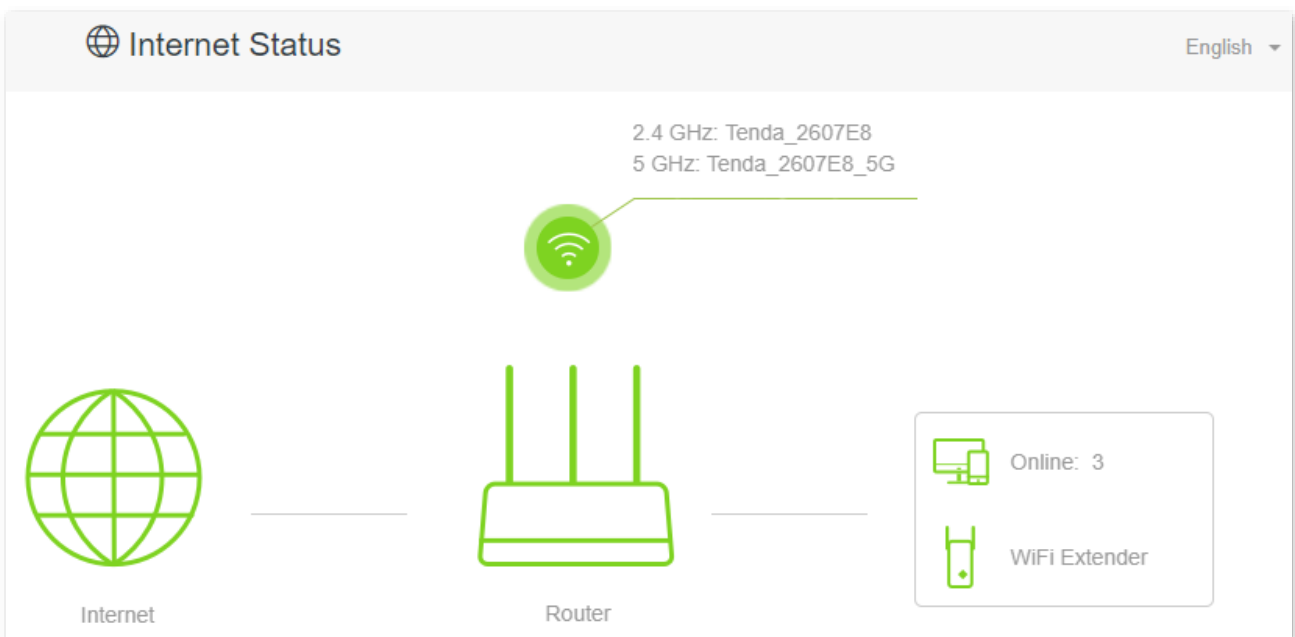 Internet Status
English
2.4 GHz: Tenda_2607E8
5 GHz: Tenda_2607E8_5G
Online: 3
WiFi Extender
Internet
Router